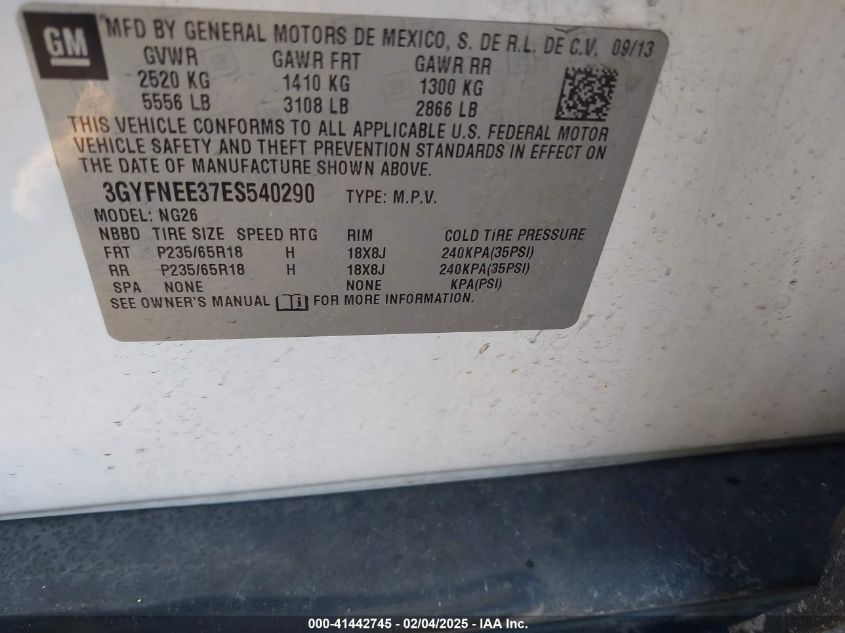 GM
MFD BY GENERAL MOTORS DE MEXICO, S. DE R.L. DE C.V. 09/13
GVWR GAWR FRT GAWR RR
2520 KG 1410 KG 1300 KG
5556 LB 3108 LB 2866 LB
THIS VEHICLE CONFORMS TO ALL APPLICABLE U.S. FEDERAL MOTOR
VEHICLE SAFETY AND THEFT PREVENTION STANDARDS IN EFFECT ON
THE DATE OF MANUFACTURE SHOWN ABOVE.
3GYFNEE37ES540290 TYPE: M.P.V.
MODEL: NG26
NBBD TIRE SIZE SPEED RTG RIM COLD TIRE PRESSURE
FRT P235/65R18 H 18X8J 240KPA(35PSI)
RR P235/65R18 H 18X8J 240KPA(35PSI)
SPA NONE NONE KPA(PSI)
SEE OWNER'S MANUAL FOR MORE INFORMATION.
000-41442745 - 02/04/2025 - IAA Inc.